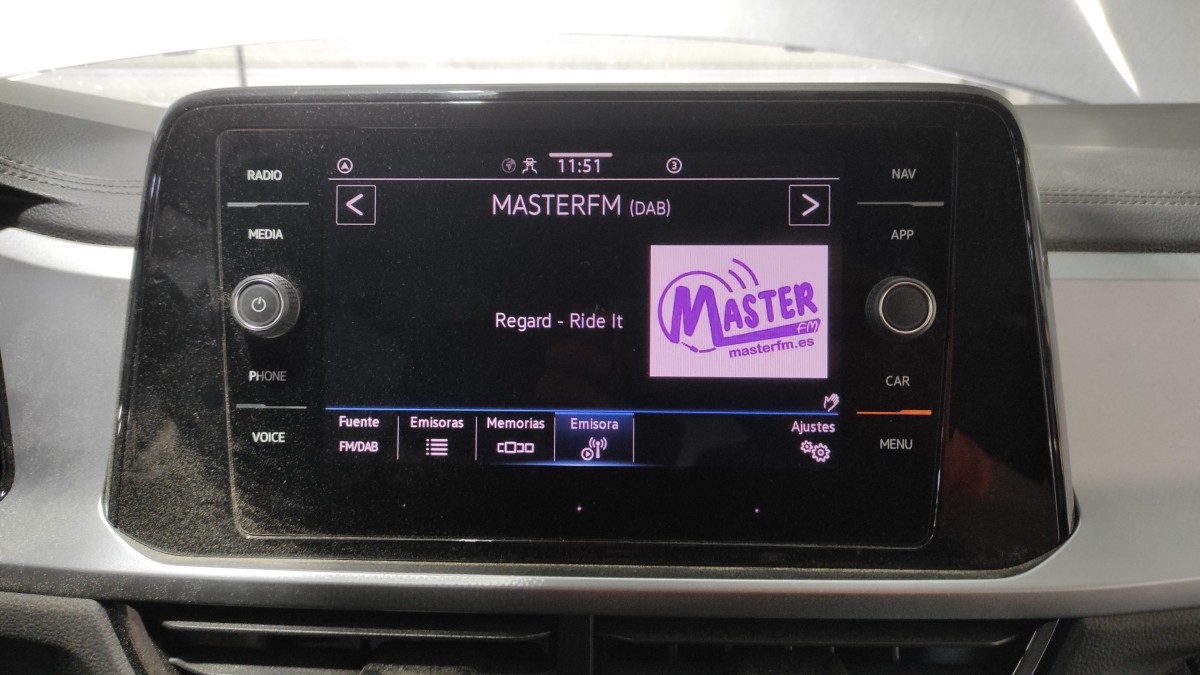 RADIO
MEDIA
PHONE
VOICE
11:51
3
MASTERFM (DAB)
Regard - Ride It
MASTER
FM
masterfm.es
Fuente
FM/DAB
Emisoras
Memorias
Emisora
Ajustes
NAV
APP
CAR
MENU